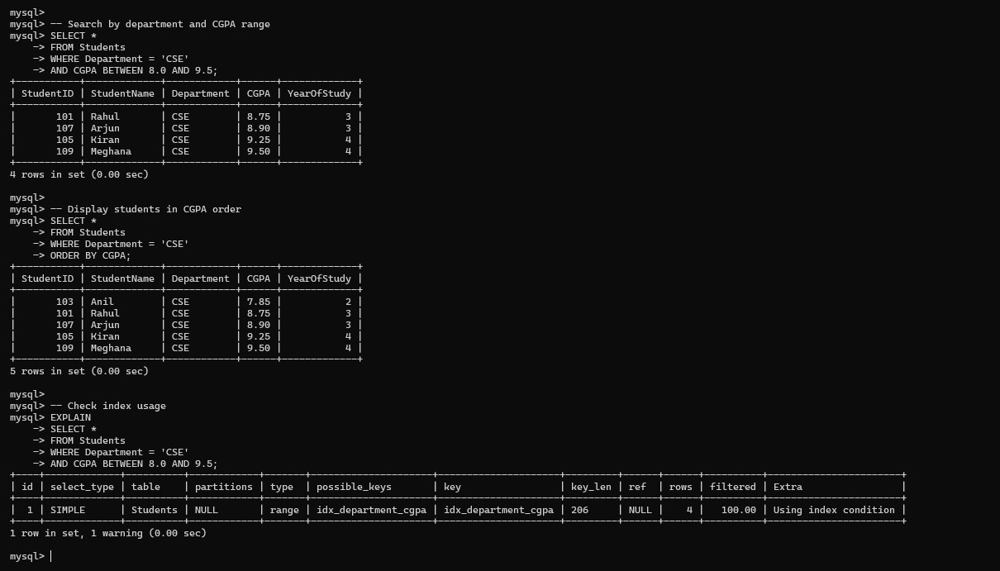 mysql>
mysql> -- Search by department and CGPA range
mysql> SELECT *
    -> FROM Students
    -> WHERE Department = 'CSE'
    -> AND CGPA BETWEEN 8.0 AND 9.5;
+-----------+-------------+------------+------+-------------+
| StudentID | StudentName | Department | CGPA | YearOfStudy |
+-----------+-------------+------------+------+-------------+
|       101 | Rahul       | CSE        | 8.75 |           3 |
|       107 | Arjun       | CSE        | 8.90 |           3 |
|       105 | Kiran       | CSE        | 9.25 |           4 |
|       109 | Meghana     | CSE        | 9.50 |           4 |
+-----------+-------------+------------+------+-------------+
4 rows in set (0.00 sec)

mysql>
mysql> -- Display students in CGPA order
mysql> SELECT *
    -> FROM Students
    -> WHERE Department = 'CSE'
    -> ORDER BY CGPA;
+-----------+-------------+------------+------+-------------+
| StudentID | StudentName | Department | CGPA | YearOfStudy |
+-----------+-------------+------------+------+-------------+
|       103 | Anil        | CSE        | 7.85 |           2 |
|       101 | Rahul       | CSE        | 8.75 |           3 |
|       107 | Arjun       | CSE        | 8.90 |           3 |
|       105 | Kiran       | CSE        | 9.25 |           4 |
|       109 | Meghana     | CSE        | 9.50 |           4 |
+-----------+-------------+------------+------+-------------+
5 rows in set (0.00 sec)

mysql>
mysql> -- Check index usage
mysql> EXPLAIN
    -> SELECT *
    -> FROM Students
    -> WHERE Department = 'CSE'
    -> AND CGPA BETWEEN 8.0 AND 9.5;
+----+-------------+----------+------------+-------+---------------------+---------------------+---------+------+------+----------+-----------------------+
| id | select_type | table    | partitions | type  | possible_keys       | key                 | key_len | ref  | rows | filtered | Extra                 |
+----+-------------+----------+------------+-------+---------------------+---------------------+---------+------+------+----------+-----------------------+
|  1 | SIMPLE      | Students | NULL       | range | idx_department_cgpa | idx_department_cgpa | 206     | NULL |    4 |   100.00 | Using index condition |
+----+-------------+----------+------------+-------+---------------------+---------------------+---------+------+------+----------+-----------------------+
1 row in set, 1 warning (0.00 sec)

mysql>